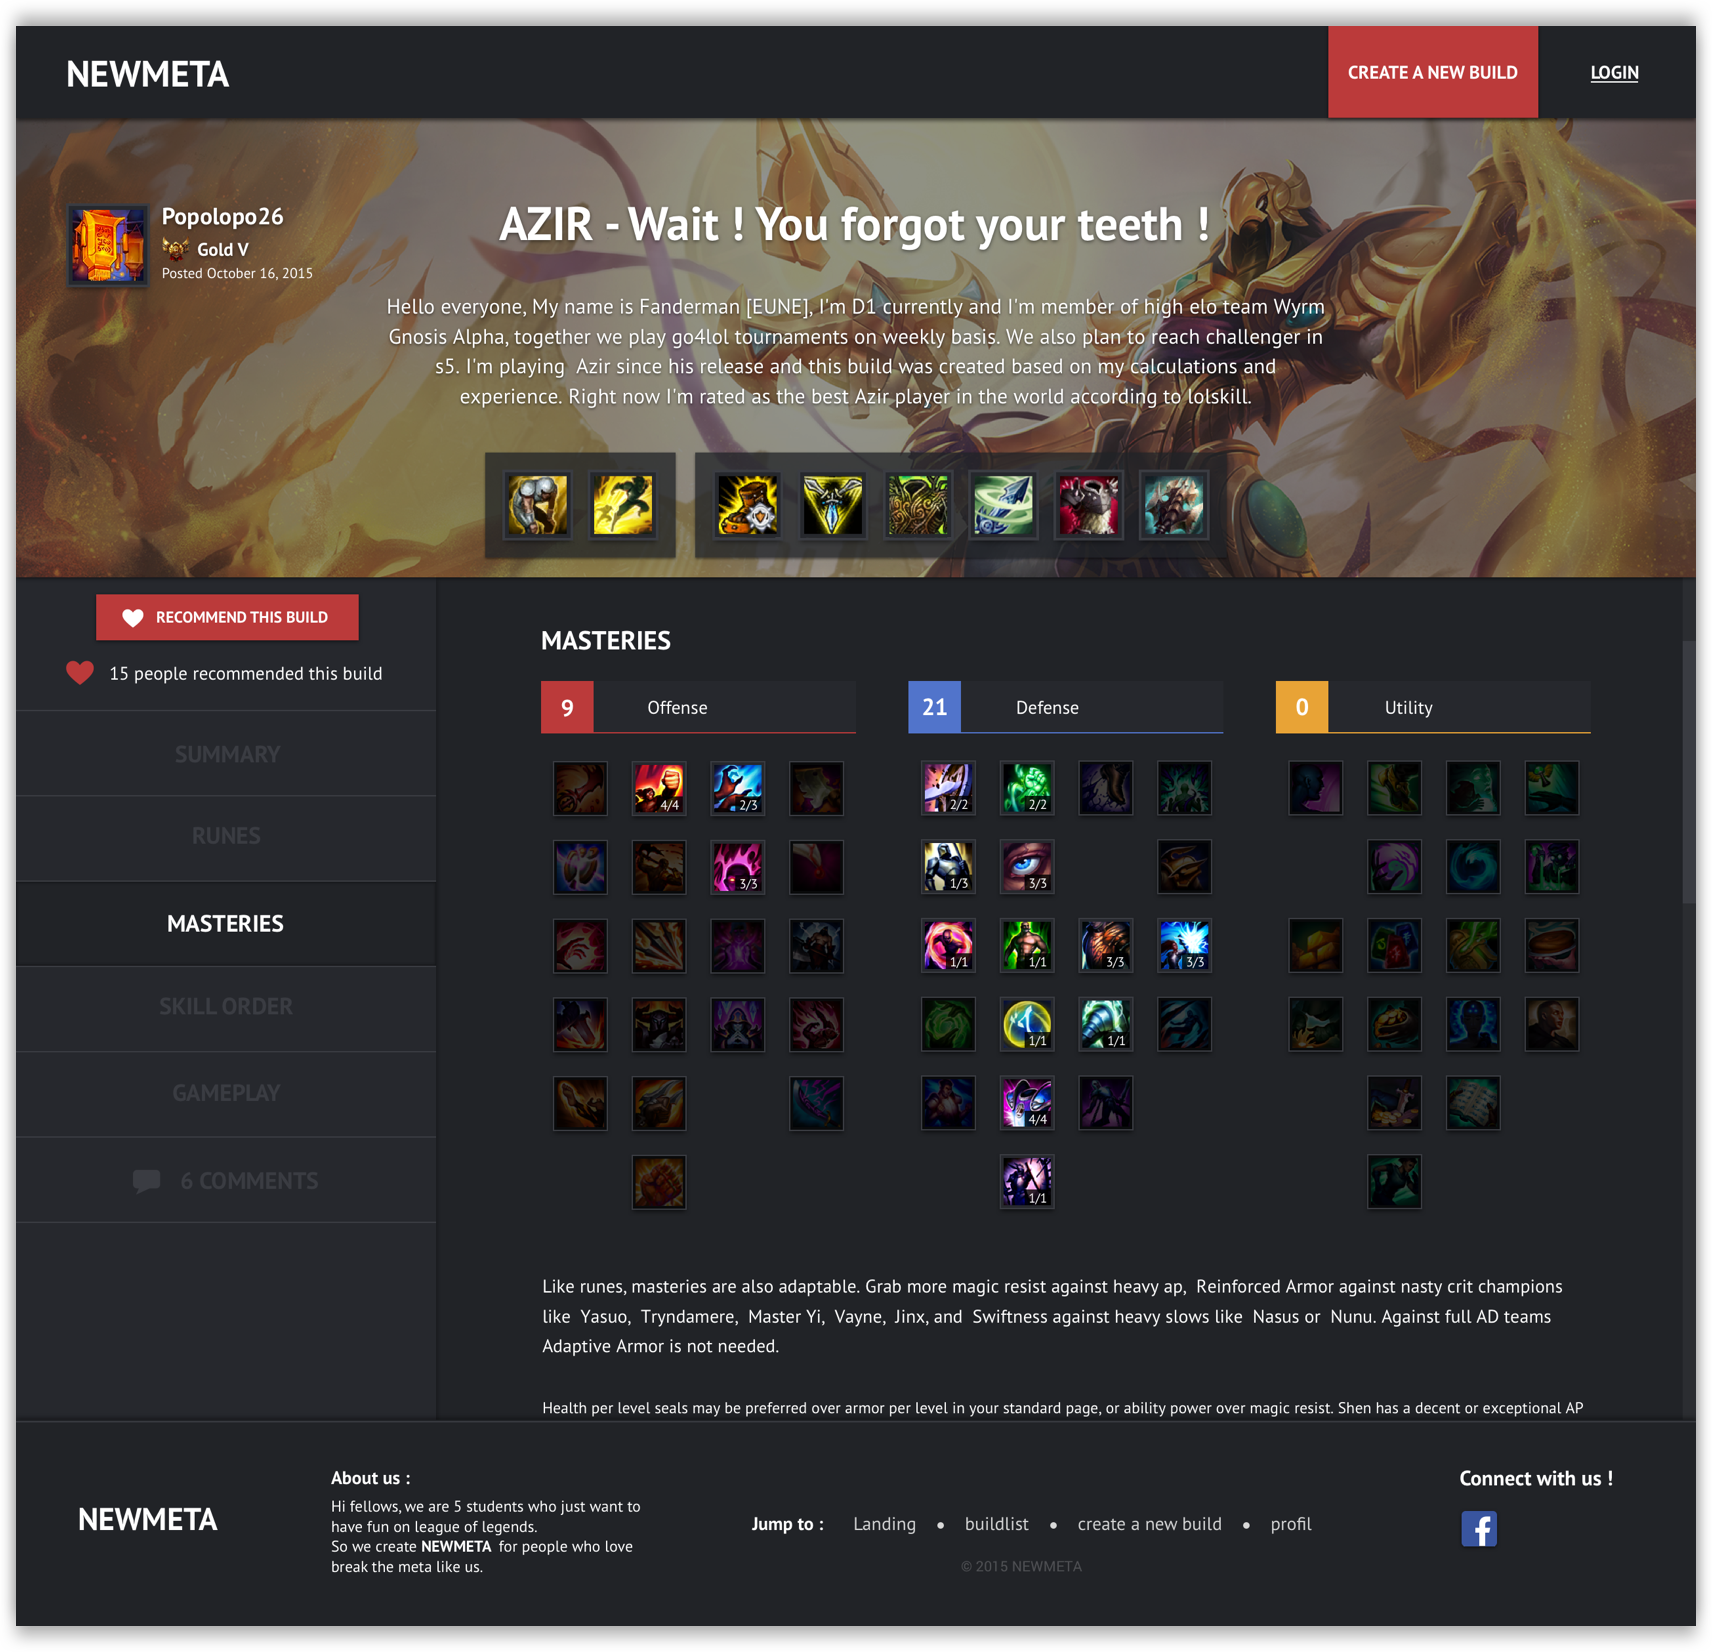 NEWMETA
CREATE A NEW BUILD
LOGIN
Popolopo26
Gold V
Posted October 16, 2015
AZIR - Wait ! You forgot your teeth !
Hello everyone, My name is Fanderman [EUNE], I'm D1 currently and I'm member of high elo team Wyrm
Gnosis Alpha, together we play go4lol tournaments on weekly basis. We also plan to reach challenger in
s5. I'm playing  Azir since his release and this build was created based on my calculations and
experience. Right now I'm rated as the best Azir player in the world according to lolskill.
RECOMMEND THIS BUILD
15 people recommended this build
SUMMARY
RUNES
MASTERIES
SKILL ORDER
GAMEPLAY
6 COMMENTS
MASTERIES
9 Offense
4/4 2/3
3/3
21 Defense
2/2 2/2
1/3 3/3
1/1 1/1 3/3 3/3
1/1 1/1
4/4
1/1
0 Utility
Like runes, masteries are also adaptable. Grab more magic resist against heavy ap,  Reinforced Armor against nasty crit champions
like  Yasuo,  Tryndamere,  Master Yi,  Vayne,  Jinx, and  Swiftness against heavy slows like  Nasus or  Nunu. Against full AD teams
Adaptive Armor is not needed.
Health per level seals may be preferred over armor per level in your standard page, or ability power over magic resist. Shen has a decent or exceptional AP
NEWMETA
About us :
Hi fellows, we are 5 students who just want to
have fun on league of legends.
So we create NEWMETA  for people who love
break the meta like us.
Jump to : Landing • buildlist • create a new build • profil
© 2015 NEWMETA
Connect with us !
f